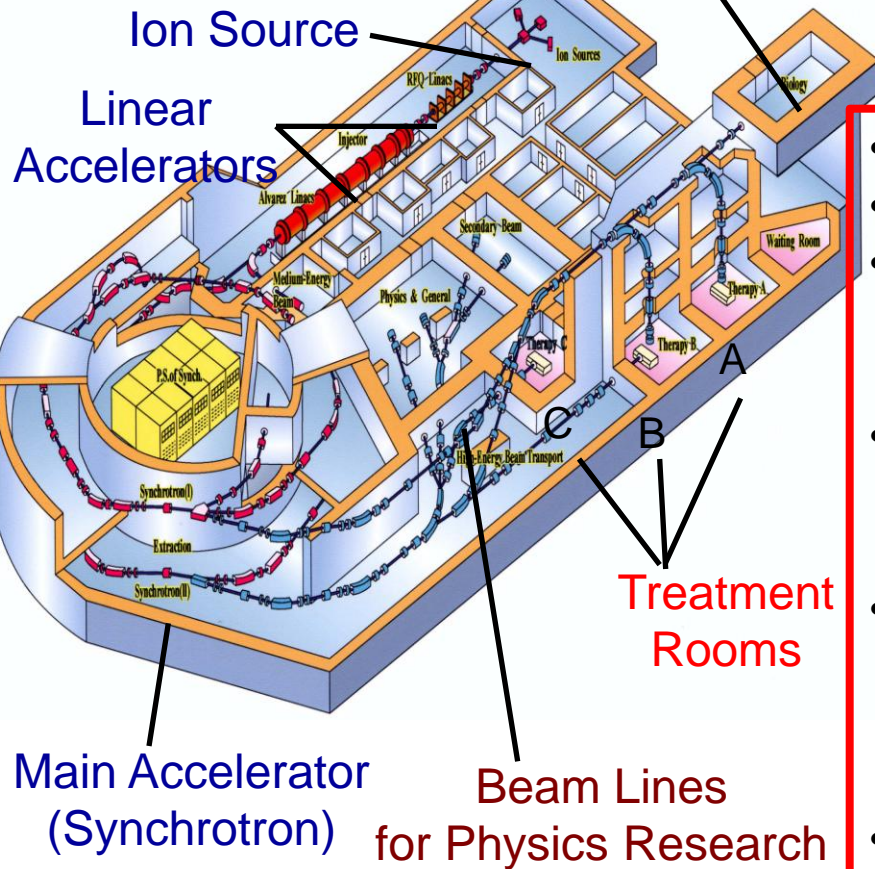 Ion Source
Ion Sources
RFQ Linacs
Linear
Accelerators
Injector
Alvarez Linacs
Biology
Secondary Beam
Waiting Room
Medium-Energy
Beam
Physics & General
Therapy A
Therapy B
Therapy C
P.S.of Synch.
A
B
C
High-Energy Beam Transport
Synchrotron(I)
Extraction
Synchrotron(II)
Treatment
Rooms
Main Accelerator
(Synchrotron)
Beam Lines
for Physics Research